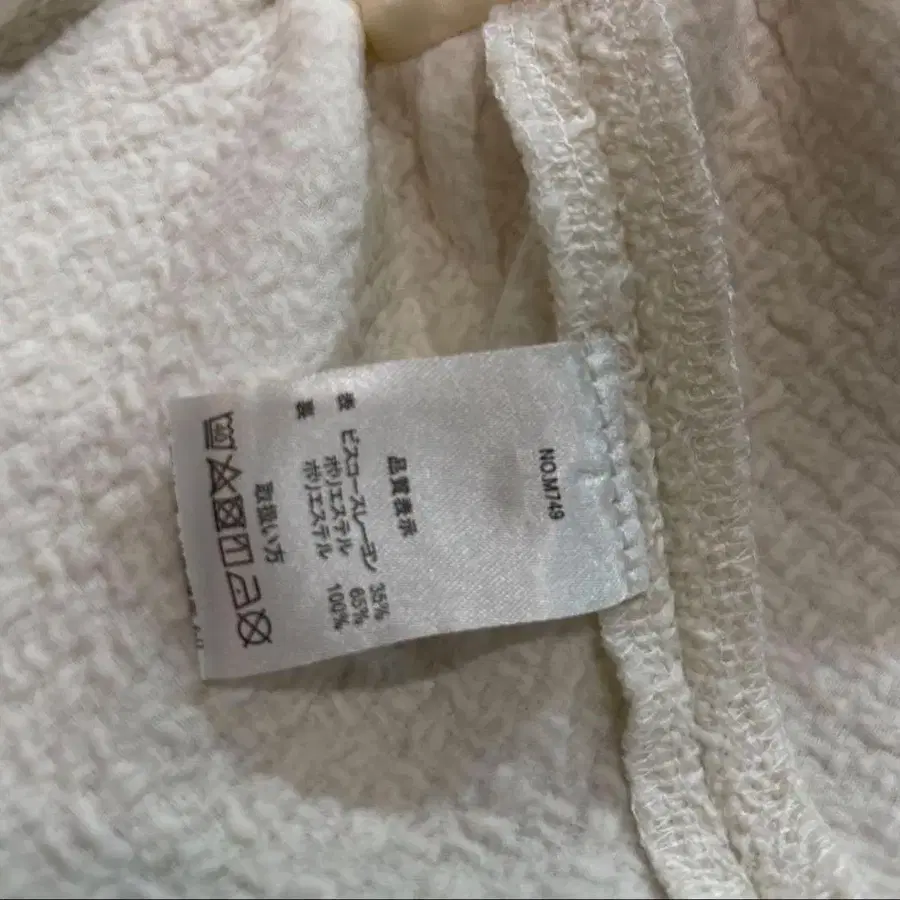 NO.M749
品質表示
表 ビスコースレーヨン 35%
ポリエステル 65%
裏 ポリエステル 100%
取扱い方